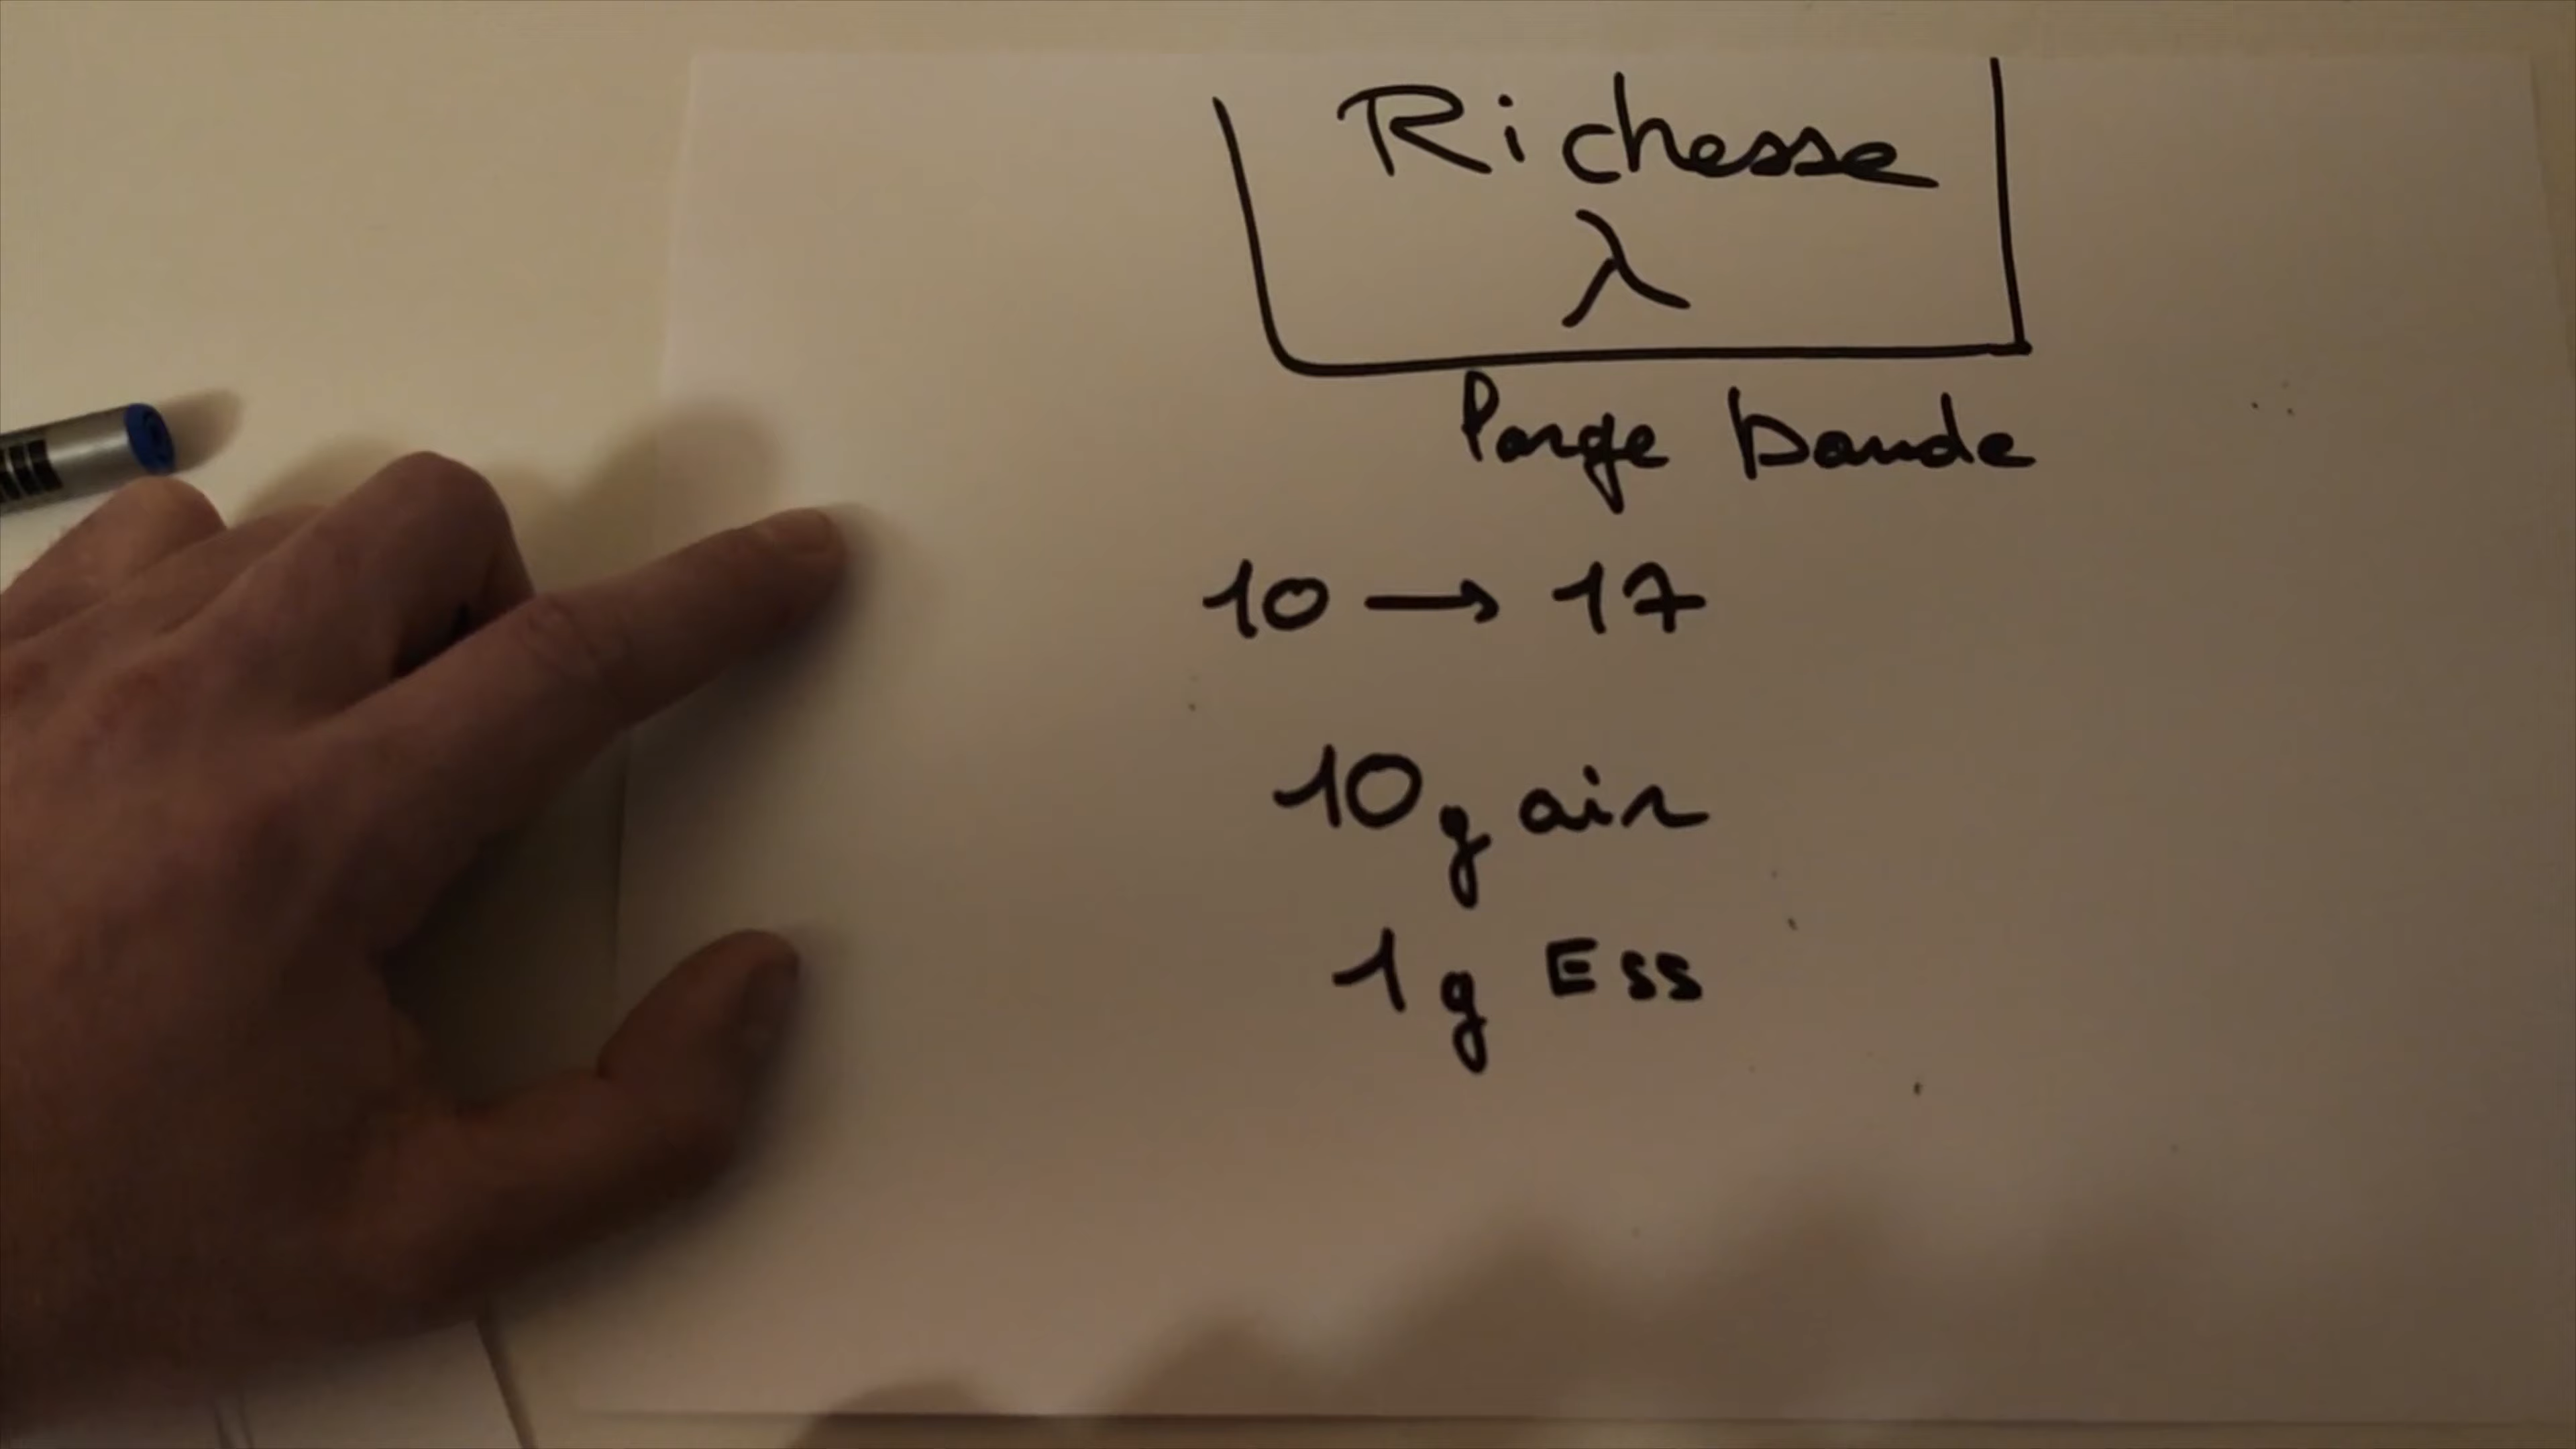 Richesse
λ
large bande
10 → 17
10g air
1g Ess